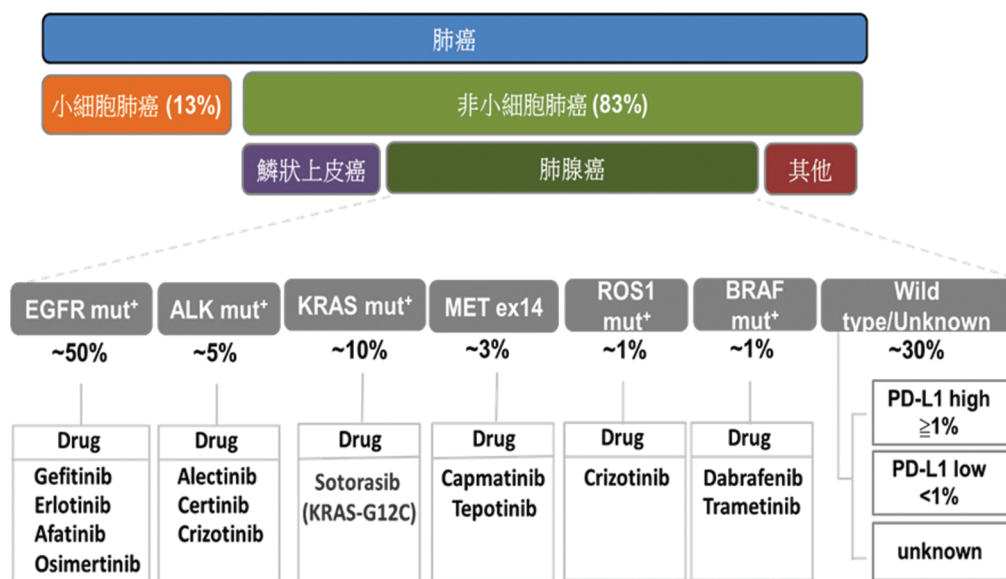 肺癌
小細胞肺癌 (13%)
非小細胞肺癌 (83%)
鱗狀上皮癌
肺腺癌
其他
EGFR mut⁺
ALK mut⁺
KRAS mut⁺
MET ex14
ROS1
mut⁺
BRAF
mut⁺
Wild
type/Unknown
~50%
~5%
~10%
~3%
~1%
~1%
~30%
Drug
Gefitinib
Erlotinib
Afatinib
Osimertinib
Drug
Alectinib
Certinib
Crizotinib
Drug
Sotorasib
(KRAS-G12C)
Drug
Capmatinib
Tepotinib
Drug
Crizotinib
Drug
Dabrafenib
Trametinib
PD-L1 high
≧1%
PD-L1 low
<1%
unknown